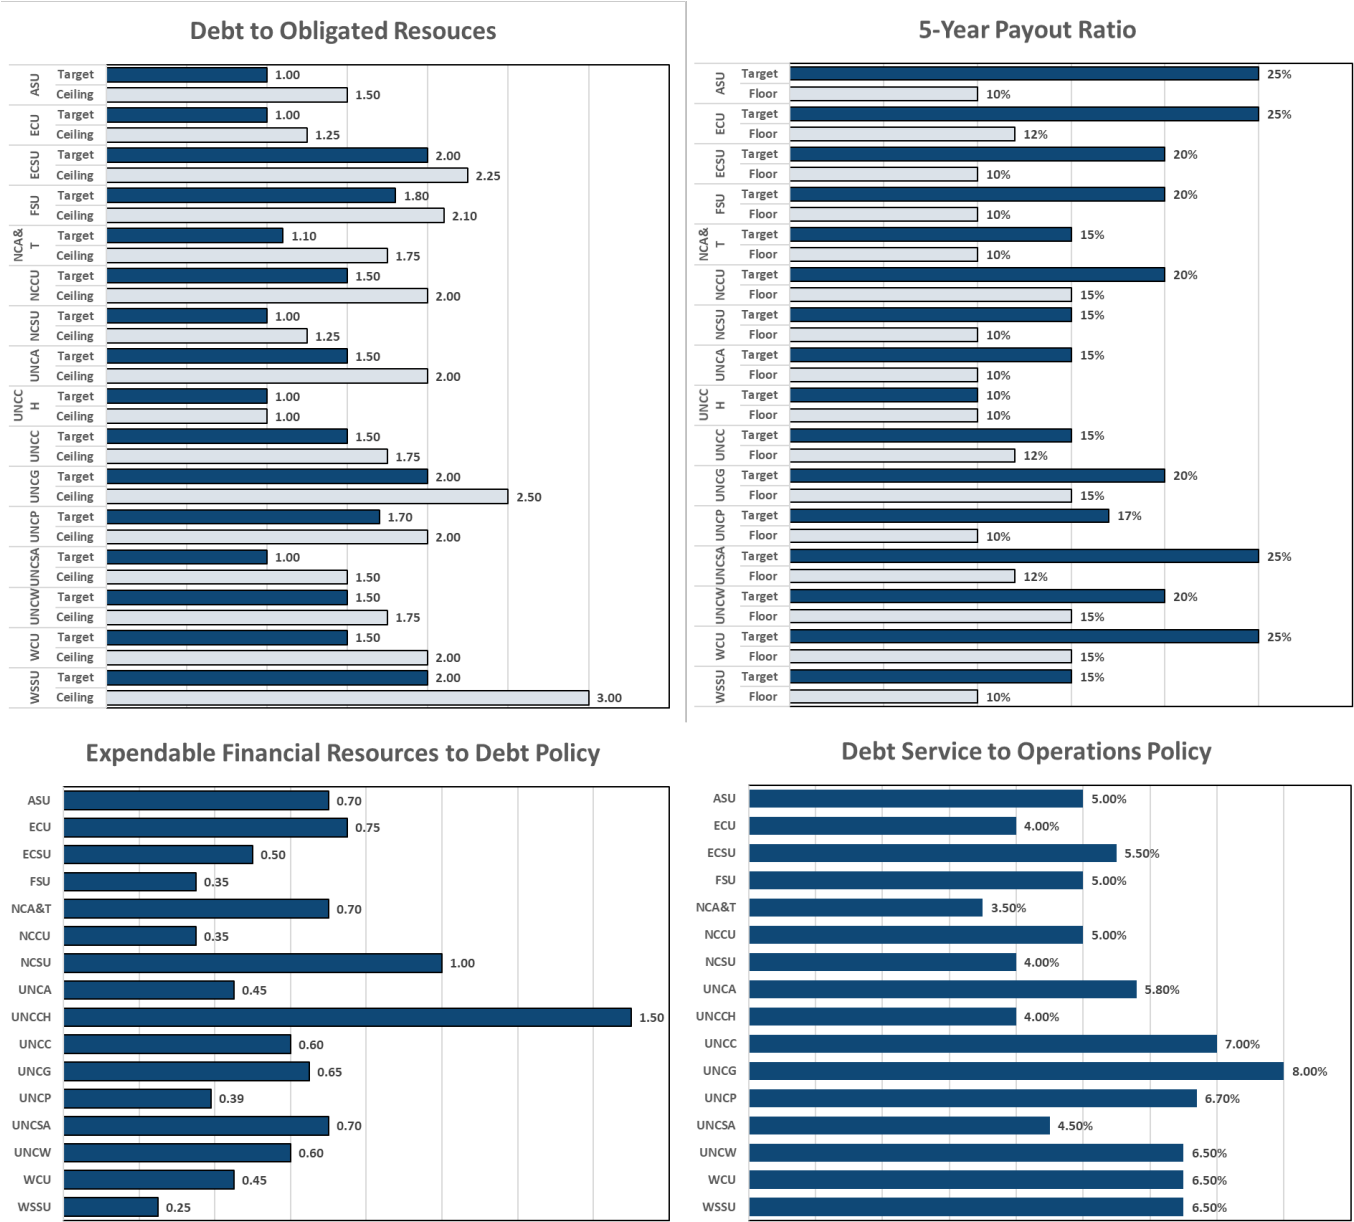 Debt to Obligated Resouces
ASU
Target 1.00
Ceiling 1.50
ECU
Target 1.00
Ceiling 1.25
ECSU
Target 2.00
Ceiling 2.25
FSU
Target 1.80
Ceiling 2.10
NCA&
T
Target 1.10
Ceiling 1.75
NCCU
Target 1.50
Ceiling 2.00
NCSU
Target 1.00
Ceiling 1.25
UNCA
Target 1.50
Ceiling 2.00
UNCC
H
Target 1.00
Ceiling 1.00
UNCC
Target 1.50
Ceiling 1.75
UNCG
Target 2.00
Ceiling 2.50
UNCP
Target 1.70
Ceiling 2.00
UNCSA
Target 1.00
Ceiling 1.50
UNCW
Target 1.50
Ceiling 1.75
WCU
Target 1.50
Ceiling 2.00
WSSU
Target 2.00
Ceiling 3.00
5-Year Payout Ratio
ASU
Target 25%
Floor 10%
ECU
Target 25%
Floor 12%
ECSU
Target 20%
Floor 10%
FSU
Target 20%
Floor 10%
NCA&
T
Target 15%
Floor 10%
NCCU
Target 20%
Floor 15%
NCSU
Target 15%
Floor 10%
UNCA
Target 15%
Floor 10%
UNCC
H
Target 10%
Floor 10%
UNCC
Target 15%
Floor 12%
UNCG
Target 20%
Floor 15%
UNCP
Target 17%
Floor 10%
UNCSA
Target 25%
Floor 12%
UNCW
Target 20%
Floor 15%
WCU
Target 25%
Floor 15%
WSSU
Target 15%
Floor 10%
Expendable Financial Resources to Debt Policy
ASU 0.70
ECU 0.75
ECSU 0.50
FSU 0.35
NCA&T 0.70
NCCU 0.35
NCSU 1.00
UNCA 0.45
UNCCH 1.50
UNCC 0.60
UNCG 0.65
UNCP 0.39
UNCSA 0.70
UNCW 0.60
WCU 0.45
WSSU 0.25
Debt Service to Operations Policy
ASU 5.00%
ECU 4.00%
ECSU 5.50%
FSU 5.00%
NCA&T 3.50%
NCCU 5.00%
NCSU 4.00%
UNCA 5.80%
UNCCH 4.00%
UNCC 7.00%
UNCG 8.00%
UNCP 6.70%
UNCSA 4.50%
UNCW 6.50%
WCU 6.50%
WSSU 6.50%